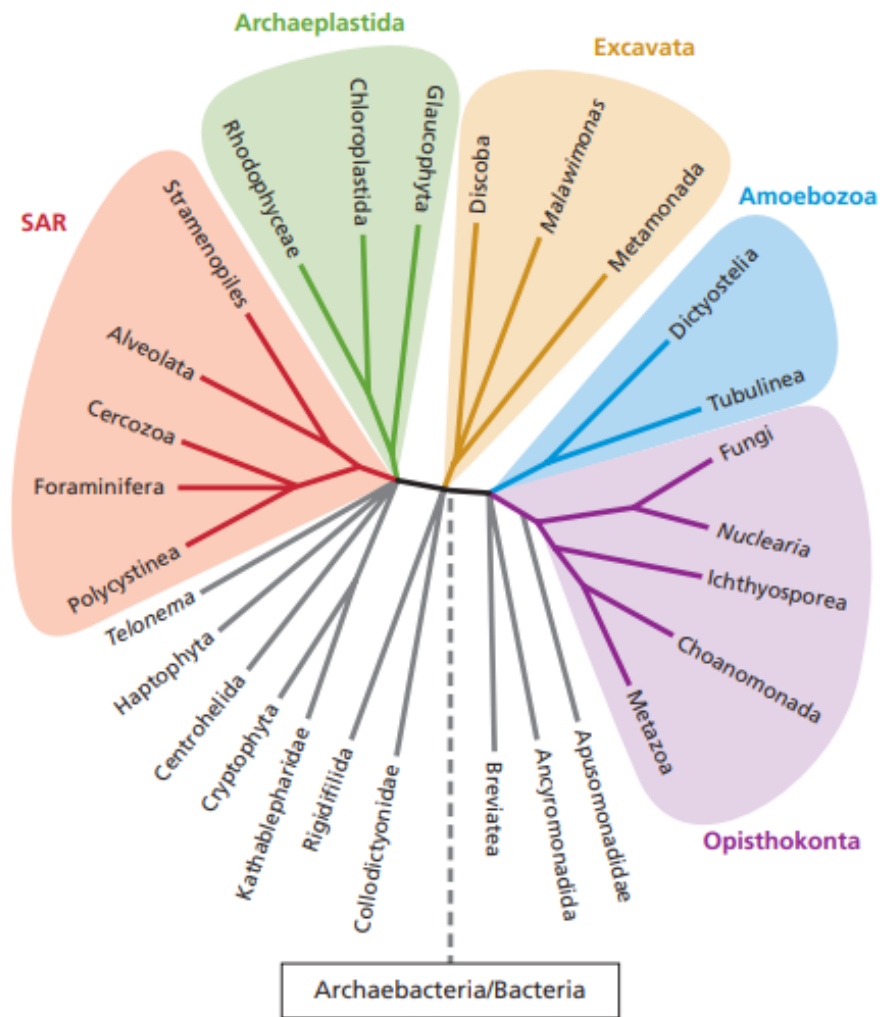 Archaeplastida
Excavata
Amoebozoa
SAR
Opisthokonta
Stramenopiles
Alveolata
Cercozoa
Foraminifera
Polycystinea
Rhodophyceae
Chloroplastida
Glaucophyta
Discoba
Malawimonas
Metamonada
Dictyostelia
Tubulinea
Fungi
Nuclearia
Ichthyosporea
Choanomonada
Metazoa
Telonema
Haptophyta
Centrohelida
Cryptophyta
Kathablepharidae
Rigidifilida
Collodictyonidae
Breviatea
Ancyromonadida
Apusomonadidae
Archaebacteria/Bacteria